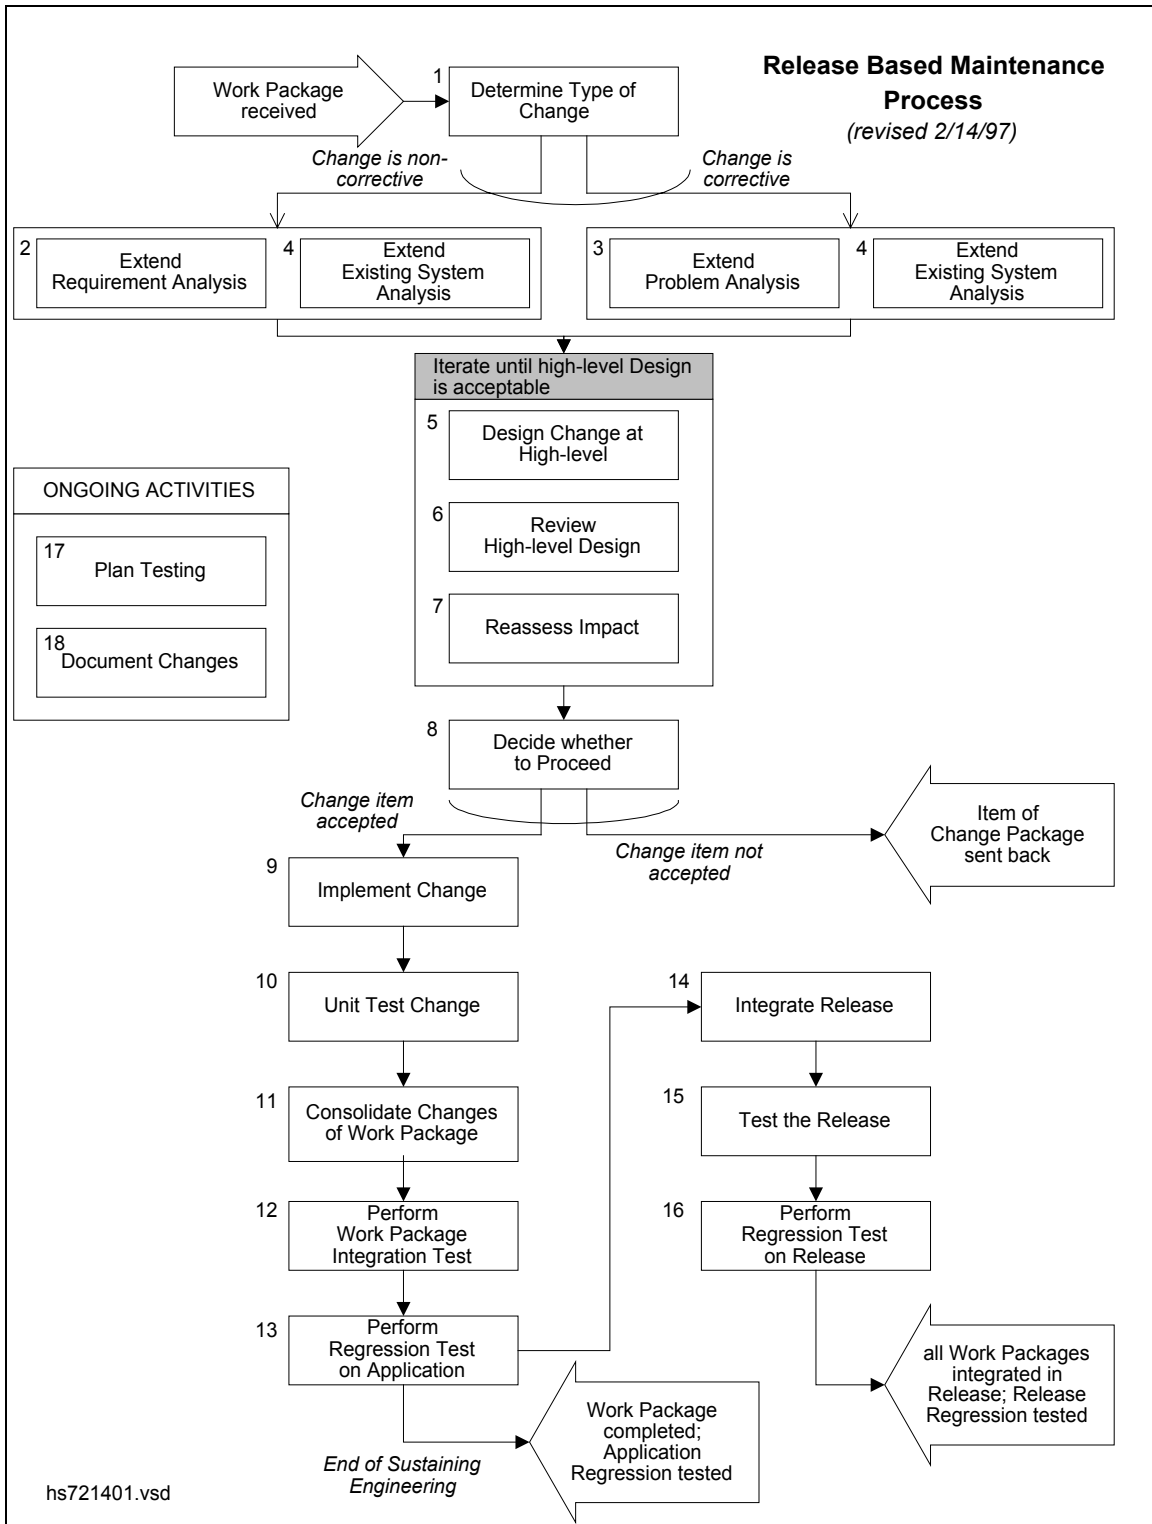 Release Based Maintenance
Process
(revised 2/14/97)
Work Package
received
1
Determine Type of
Change
Change is non-
corrective
Change is
corrective
2
Extend
Requirement Analysis
4
Extend
Existing System
Analysis
3
Extend
Problem Analysis
4
Extend
Existing System
Analysis
Iterate until high-level Design
is acceptable
5
Design Change at
High-level
6
Review
High-level Design
7
Reassess Impact
ONGOING ACTIVITIES
17
Plan Testing
18
Document Changes
8
Decide whether
to Proceed
Change item
accepted
Change item not
accepted
Item of
Change Package
sent back
9
Implement Change
10
Unit Test Change
11
Consolidate Changes
of Work Package
12
Perform
Work Package
Integration Test
13
Perform
Regression Test
on Application
14
Integrate Release
15
Test the Release
16
Perform
Regression Test
on Release
all Work Packages
integrated in
Release; Release
Regression tested
Work Package
completed;
Application
Regression tested
End of Sustaining
Engineering
hs721401.vsd